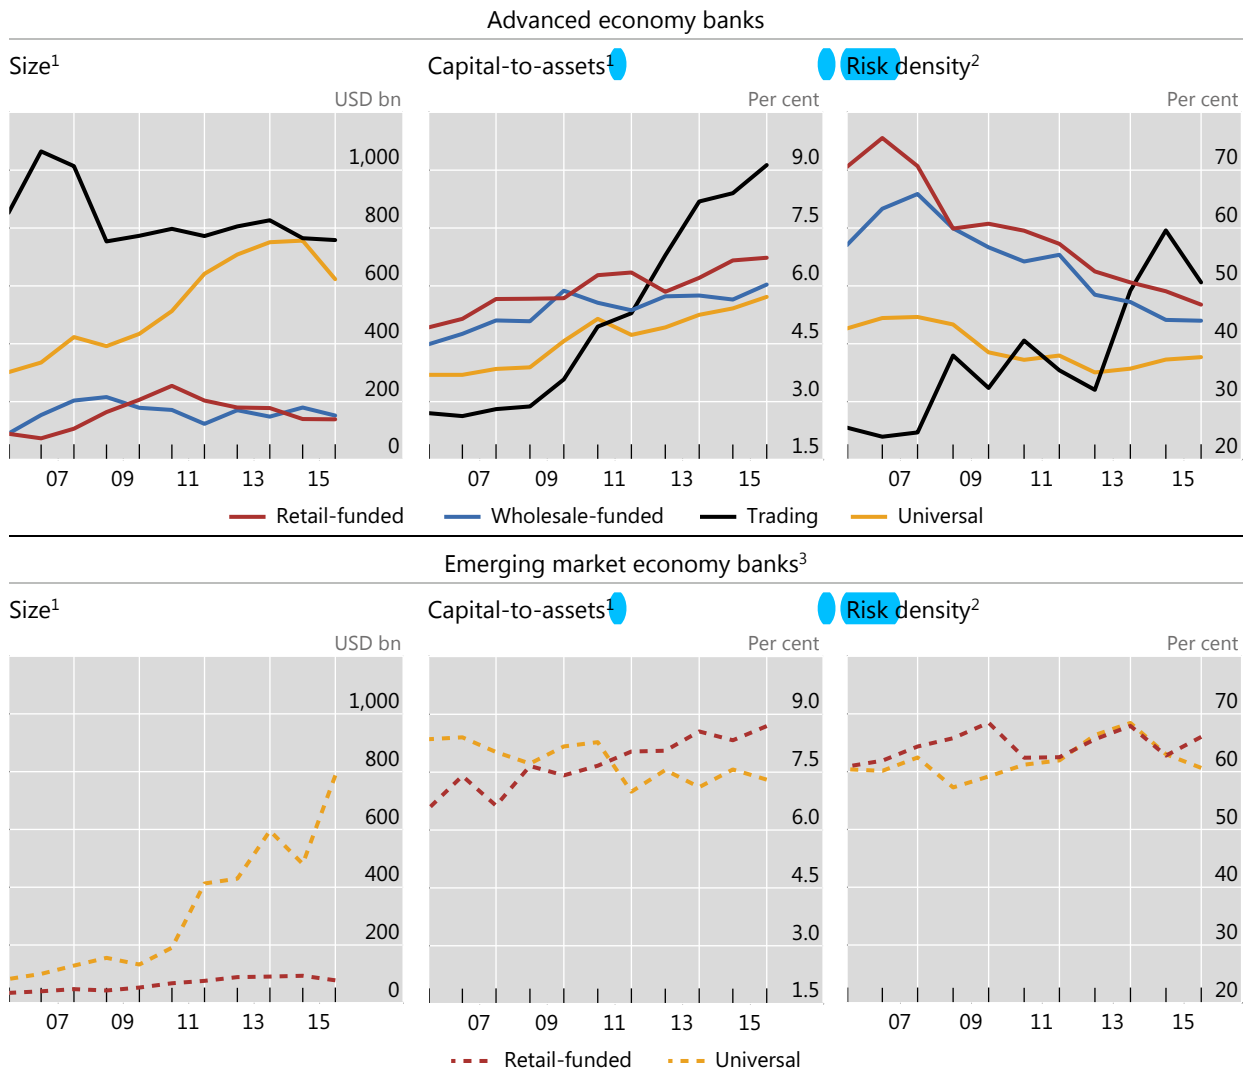 Advanced economy banks
Size1 Capital-to-assets1 Risk density2
USD bn Per cent Per cent
1,000 9.0 70
800 7.5 60
600 6.0 50
400 4.5 40
200 3.0 30
0 1.5 20
07 09 11 13 15 07 09 11 13 15 07 09 11 13 15
Retail-funded Wholesale-funded Trading Universal
Emerging market economy banks3
Size1 Capital-to-assets1 Risk density2
USD bn Per cent Per cent
1,000 9.0 70
800 7.5 60
600 6.0 50
400 4.5 40
200 3.0 30
0 1.5 20
07 09 11 13 15 07 09 11 13 15 07 09 11 13 15
Retail-funded Universal